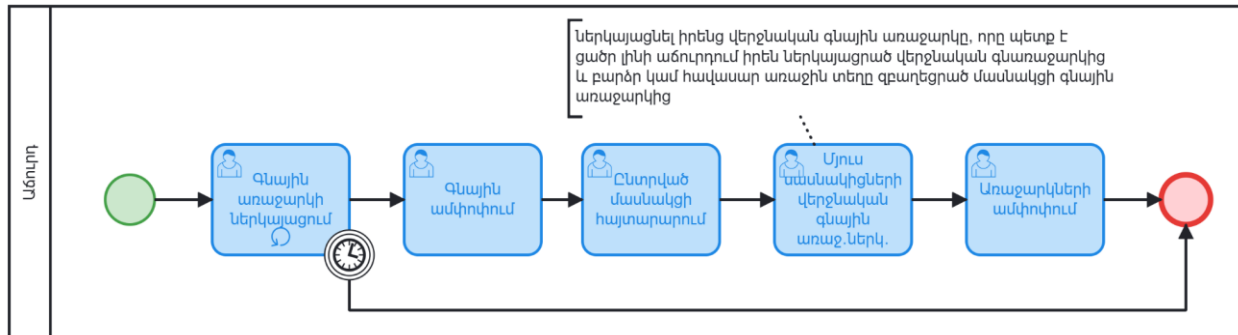 ներկայացնել իրենց վերջնական գնային առաջարկը, որը պետք է
ցածր լինի աճուրդում իրեն ներկայացրած վերջնական գնառաջարկից
և բարձր կամ հավասար առաջին տեղը զբաղեցրած մասնակցի գնային
առաջարկից
Աճուրդ
Գնային
առաջարկի
ներկայացում
Գնային
ամփոփում
Ընտրված
մասնակցի
հայտարարում
Մյուս
մասնակիցների
վերջնական
գնային
առաջ.ներկ.
Առաջարկների
ամփոփում